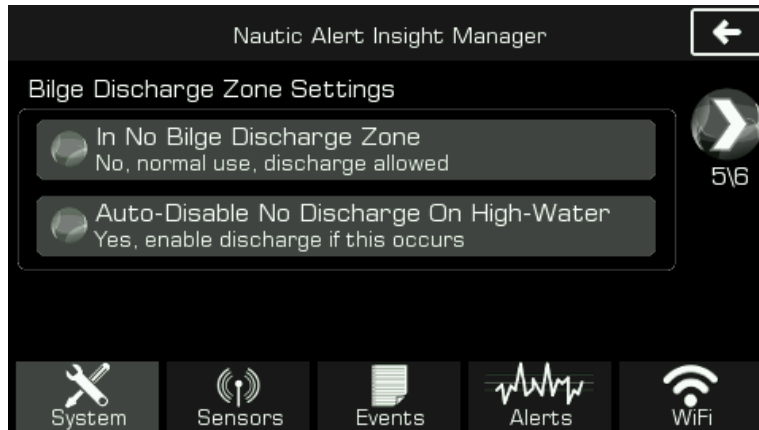 Nautic Alert Insight Manager
Bilge Discharge Zone Settings
In No Bilge Discharge Zone
No, normal use, discharge allowed
5\6
Auto-Disable No Discharge On High-Water
Yes, enable discharge if this occurs
System
Sensors
Events
Alerts
WiFi